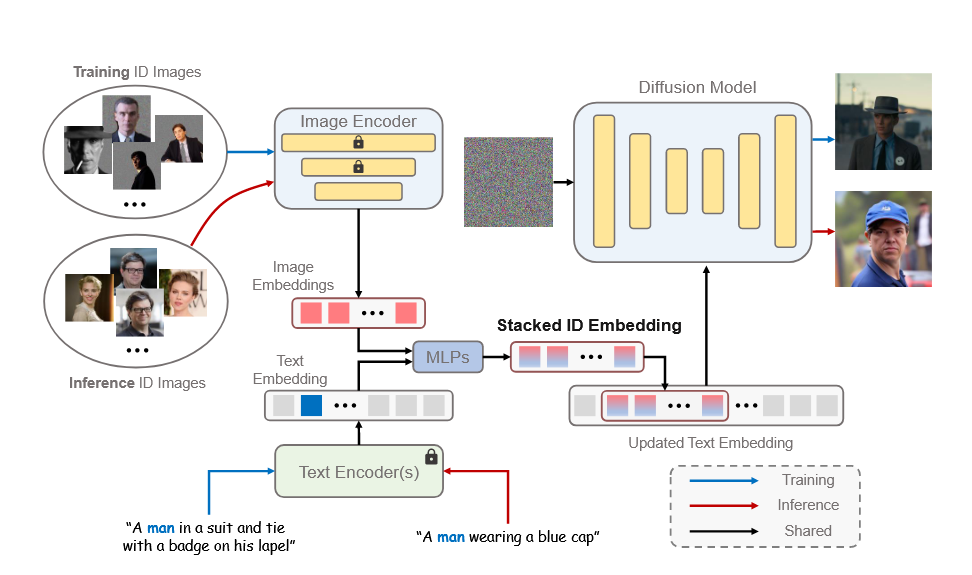 Training ID Images
Diffusion Model
Image Encoder
Image
Embeddings
Stacked ID Embedding
MLPs
Text
Embedding
Inference ID Images
Updated Text Embedding
Text Encoder(s)
Training
Inference
Shared
“A man in a suit and tie
with a badge on his lapel”
“A man wearing a blue cap”